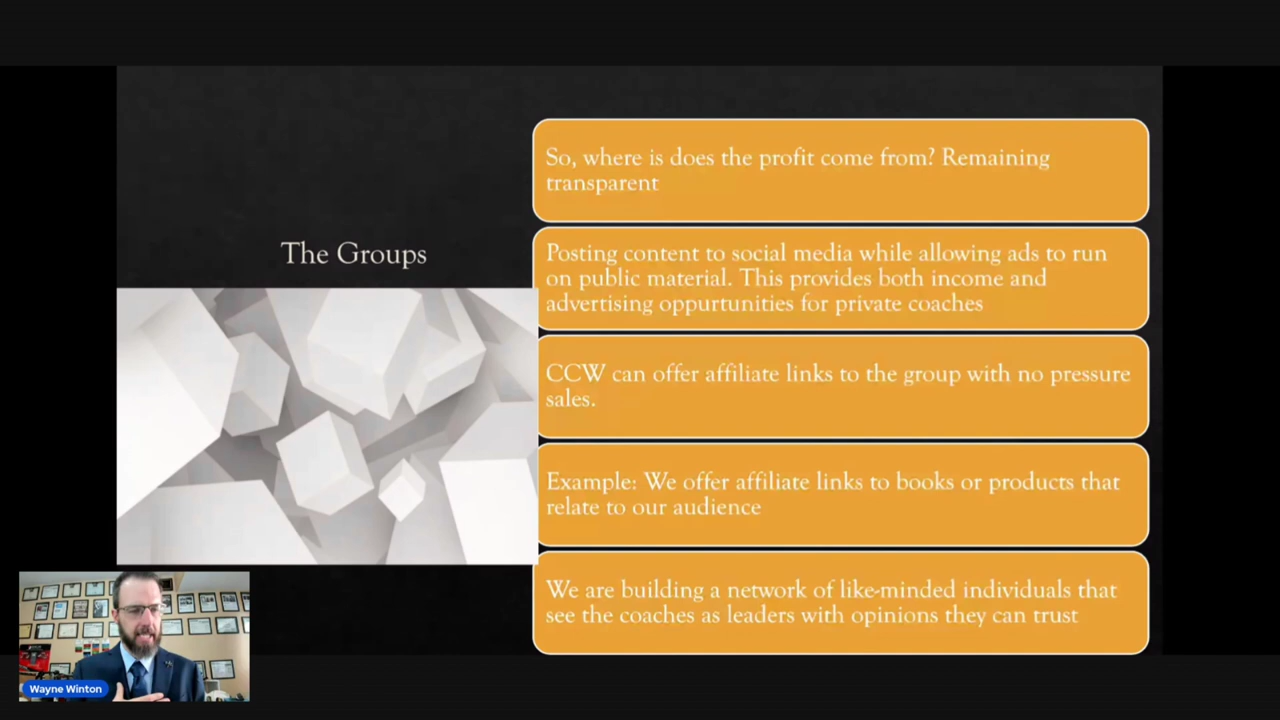 The Groups
So, where is does the profit come from? Remaining
transparent
Posting content to social media while allowing ads to run
on public material. This provides both income and
advertising oppurtunities for private coaches
CCW can offer affiliate links to the group with no pressure
sales.
Example: We offer affiliate links to books or products that
relate to our audience
We are building a network of like-minded individuals that
see the coaches as leaders with opinions they can trust
Wayne Winton